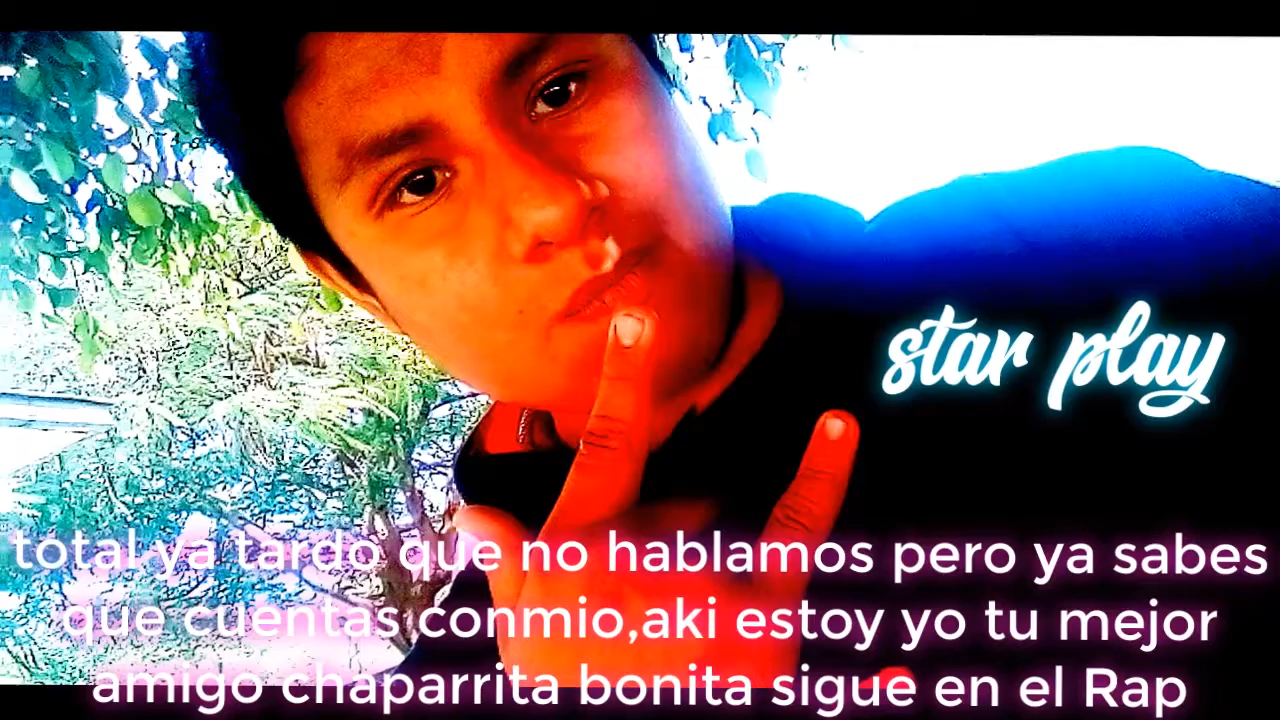 star play
total ya tardo que no hablamos pero ya sabes
que cuentas conmio,aki estoy yo tu mejor
amigo chaparrita bonita sigue en el Rap